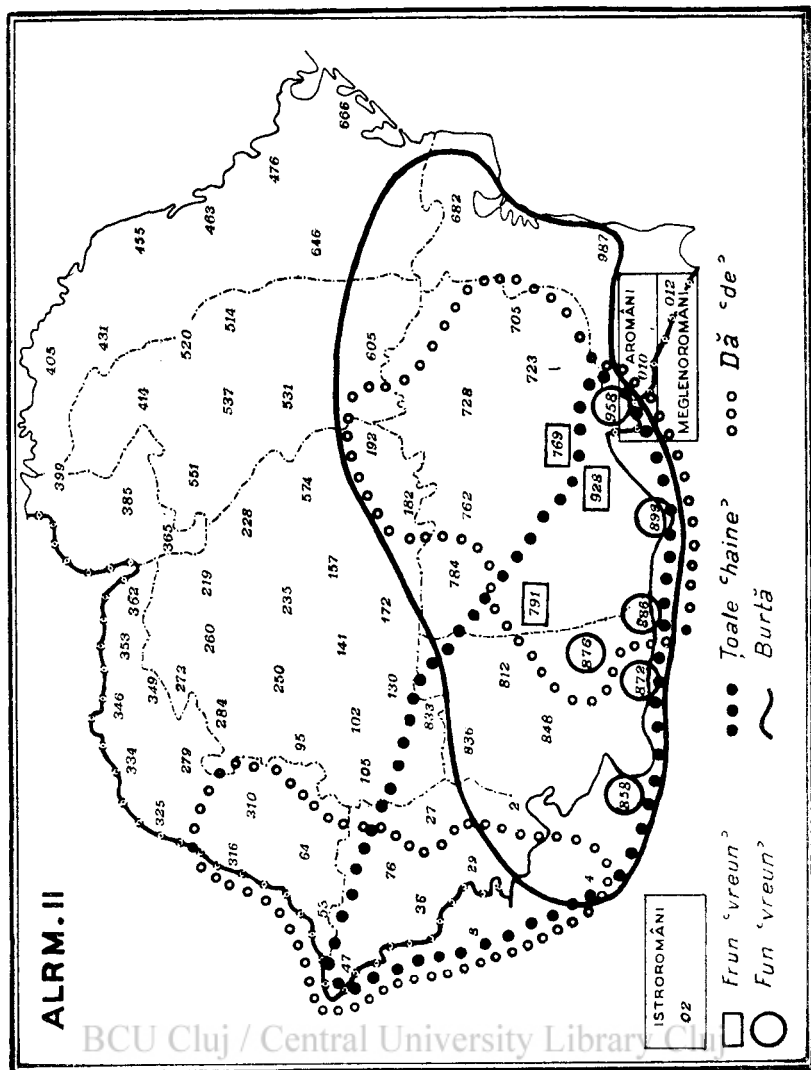 ALRM.II
399 405
385 414 431 455
362 365 520 463
353 551 514 476
346 349 219 537 666
334 272 260 228
325 279 284 235 531 646
316 310 250 574
64 95 141 157
53 102 172 192 605
47 105 130 182 682
76 27 833 784 762 728
36 29 836 812 791 723 705
2 848 769
4 876 928 987
858 872 886 899 958
AROMÂNI
010
012
MEGLENOROMÂNI
ISTROROMÂNI
02
Frun ‘vreun’
Fun ‘vreun’
Țoale ‘haine’
Burtă
Dă ‘de’
BCU Cluj / Central University Library Cluj